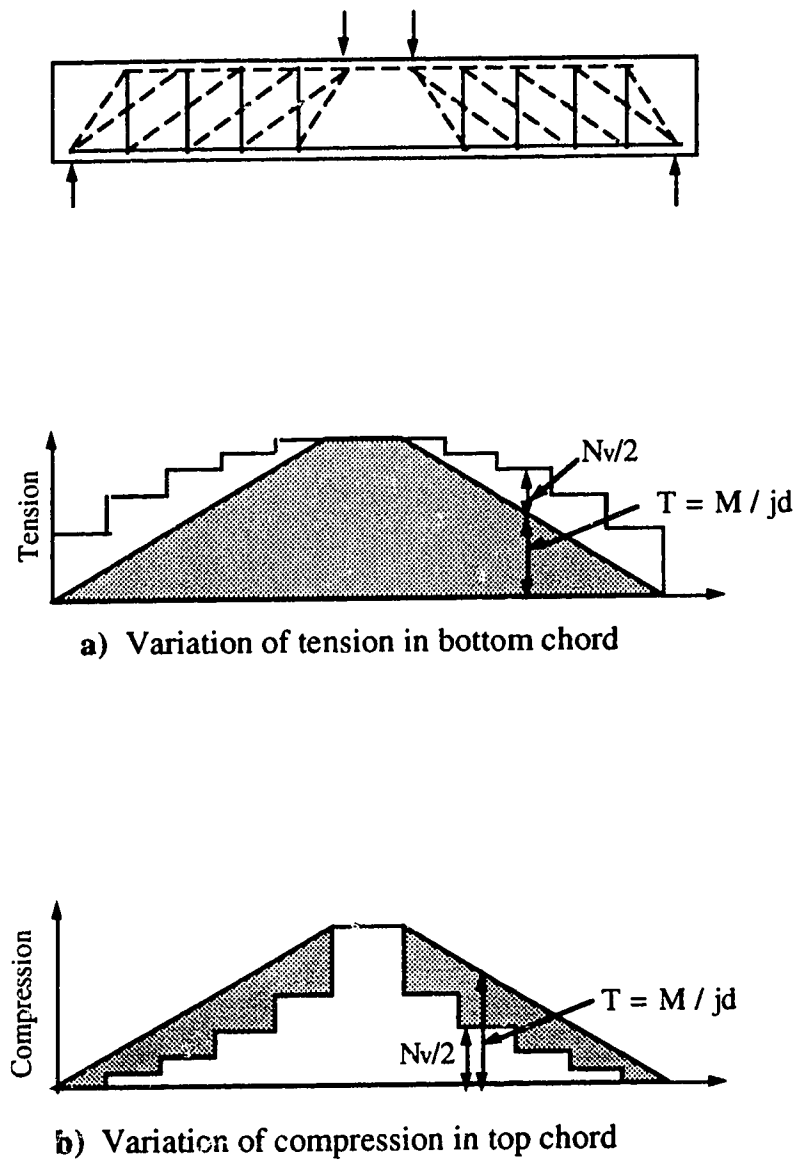 Tension
Nv/2
T = M / jd
a) Variation of tension in bottom chord
Compression
T = M / jd
Nv/2
b) Variation of compression in top chord